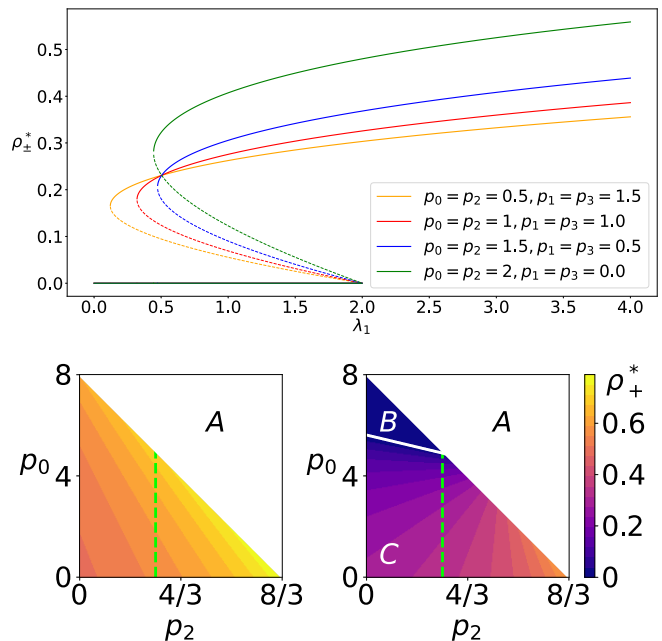 0.5
0.4
0.3
0.2
0.1
0.0
ρ±*
0.0 0.5 1.0 1.5 2.0 2.5 3.0 3.5 4.0
λ₁
p₀ = p₂ = 0.5, p₁ = p₃ = 1.5
p₀ = p₂ = 1, p₁ = p₃ = 1.0
p₀ = p₂ = 1.5, p₁ = p₃ = 0.5
p₀ = p₂ = 2, p₁ = p₃ = 0.0
8
4
0
p₀
A
0 4/3 8/3
p₂
8
4
0
p₀
B
A
C
0 4/3 8/3
p₂
ρ₊*
0.6
0.4
0.2
0